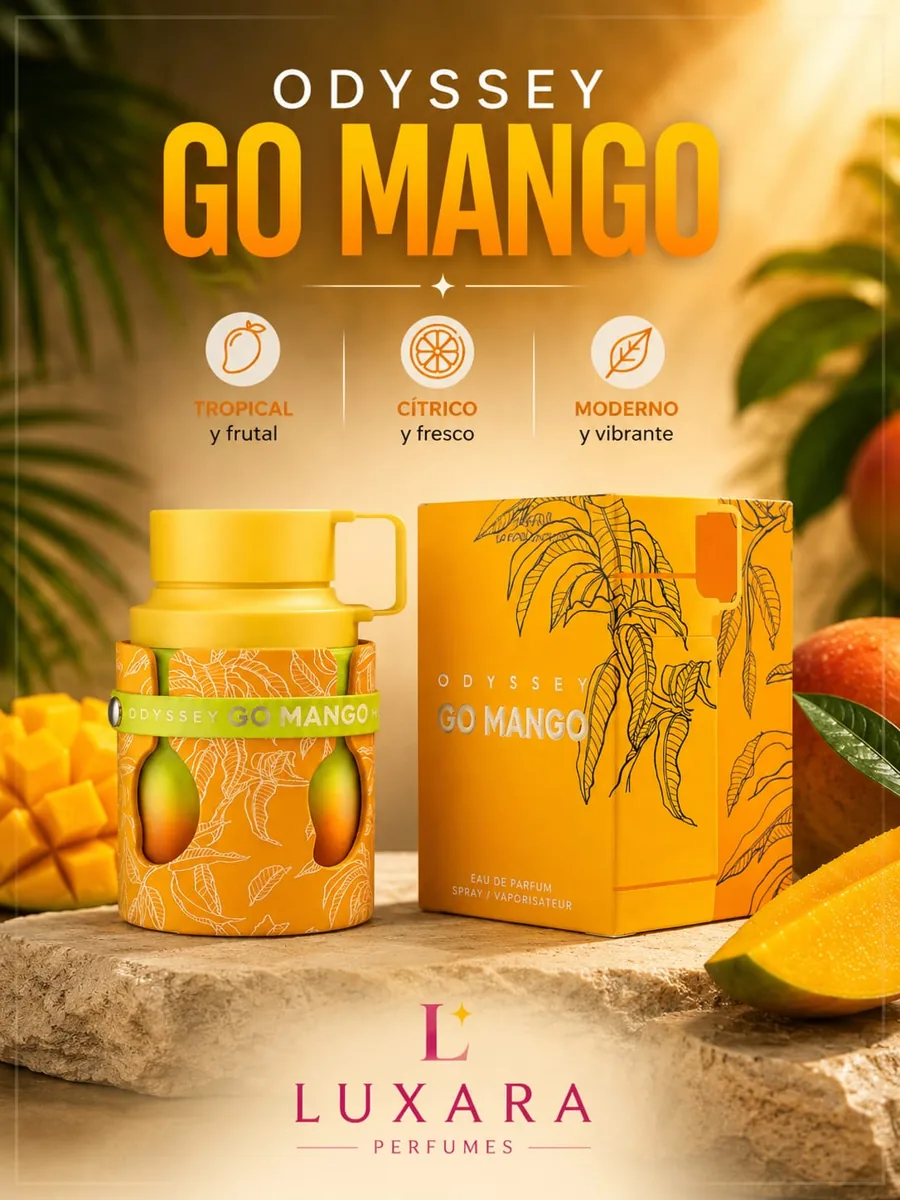 ODYSSEY
GO MANGO
TROPICAL
y frutal
CÍTRICO
y fresco
MODERNO
y vibrante
ODYSSEY GO MANGO
ODYSSEY
GO MANGO
EAU DE PARFUM
SPRAY / VAPORISATEUR
L
LUXARA
PERFUMES